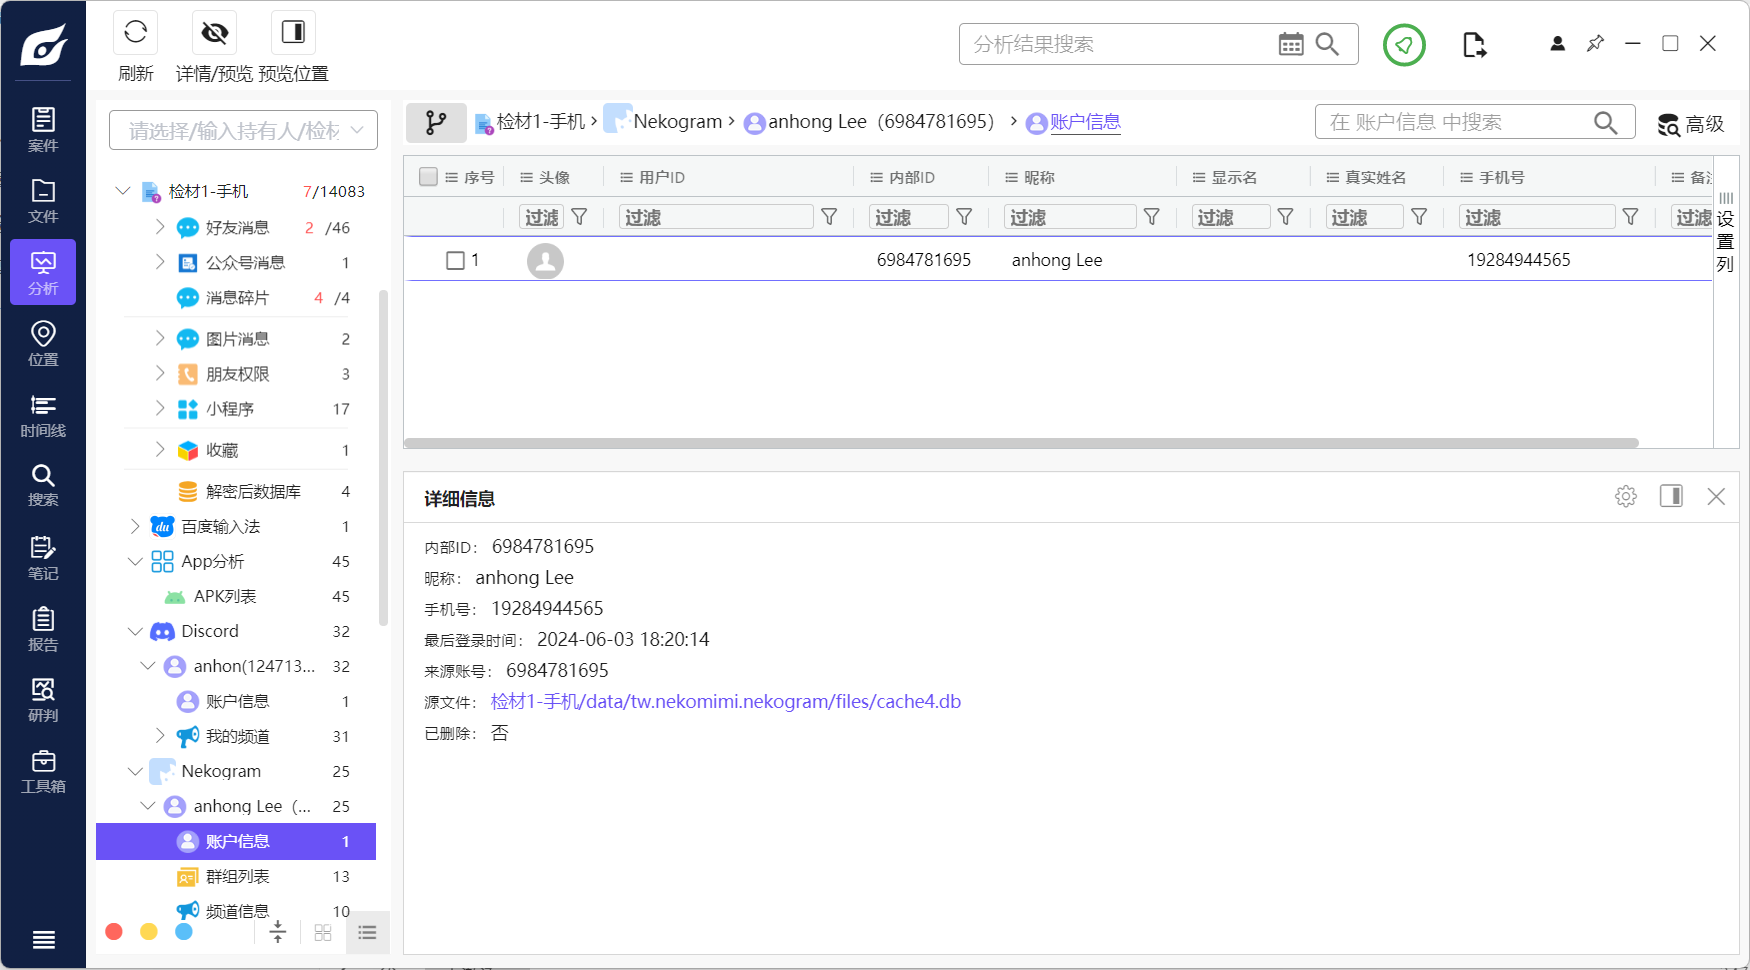 刷新
详情/预览
预览位置
分析结果搜索
案件
文件
分析
位置
时间线
搜索
笔记
报告
研判
工具箱
请选择/输入持有人/检材
检材1-手机 7/14083
好友消息 2 /46
公众号消息 1
消息碎片 4 /4
图片消息 2
朋友权限 3
小程序 17
收藏 1
解密后数据库 4
du 百度输入法 1
App分析 45
APK列表 45
Discord 32
anhon(124713... 32
账户信息 1
我的频道 31
Nekogram 25
anhong Lee（... 25
账户信息 1
群组列表 13
频道信息 10
检材1-手机 › Nekogram › anhong Lee（6984781695） › 账户信息
在 账户信息 中搜索
高级
序号 头像 用户ID 内部ID 昵称 显示名 真实姓名 手机号 备注
过滤 过滤 过滤 过滤 过滤 过滤 过滤 过滤
1 6984781695 anhong Lee 19284944565
设置列
详细信息
内部ID： 6984781695
昵称： anhong Lee
手机号： 19284944565
最后登录时间： 2024-06-03 18:20:14
来源账号： 6984781695
源文件： 检材1-手机/data/tw.nekomimi.nekogram/files/cache4.db
已删除： 否